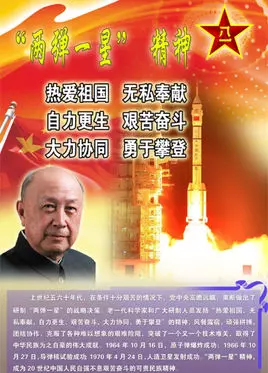 “两弹一星” 精神
八一
热爱祖国 无私奉献
自力更生 艰苦奋斗
大力协同 勇于攀登
上世纪五六十年代，在条件十分艰苦的情况下，党中央高瞻远瞩，果断做出了
研制“两弹一星”的战略决策。老一代科学家和广大研制人员发扬“热爱祖国、无
私奉献，自力更生、艰苦奋斗，大力协同、勇于攀登”的精神，风餐露宿，顽强拼搏，
团结协作，克服了各种难以想象的艰难险阻，突破了一个又一个技术难关，取得了
中华民族为之自豪的伟大成就。1964年10月16日，原子弹爆炸成功；1966年10
月27日，导弹核试验成功；1970年4月24日，人造卫星发射成功。“两弹一星”精神，
成为20世纪中国人民自强不息艰苦奋斗的可贵民族精神。